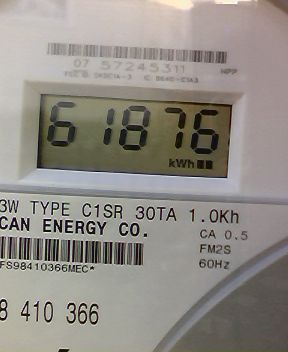 07 57245311
NPP
61876
kWh
3W TYPE C1SR 30TA 1.0Kh
CAN ENERGY CO.
CA 0.5
FM2S
60Hz
FS98410366MEC*
8 410 366